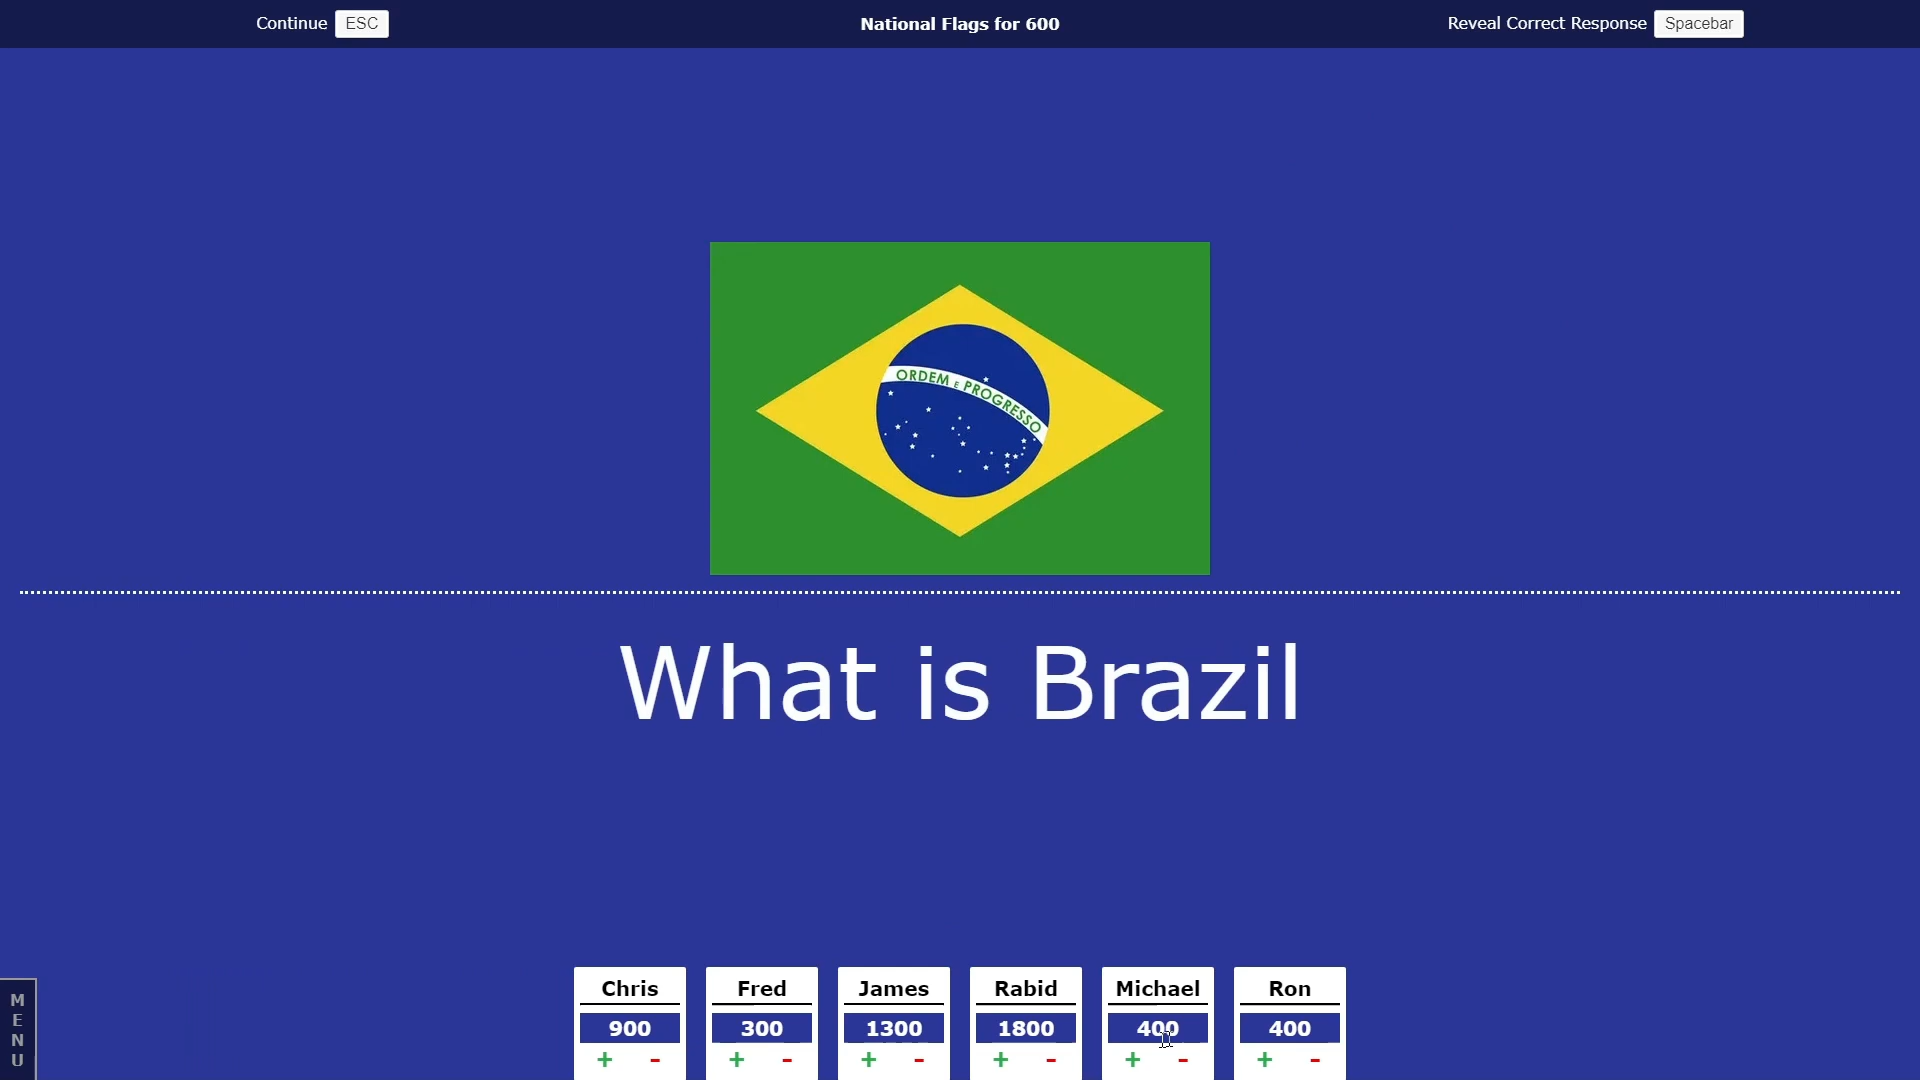 Continue ESC
National Flags for 600
Reveal Correct Response Spacebar
ORDEM E PROGRESSO
What is Brazil
MENU
Chris Fred James Rabid Michael Ron
900 300 1300 1800 400 400
+ - + - + - + - + - + -